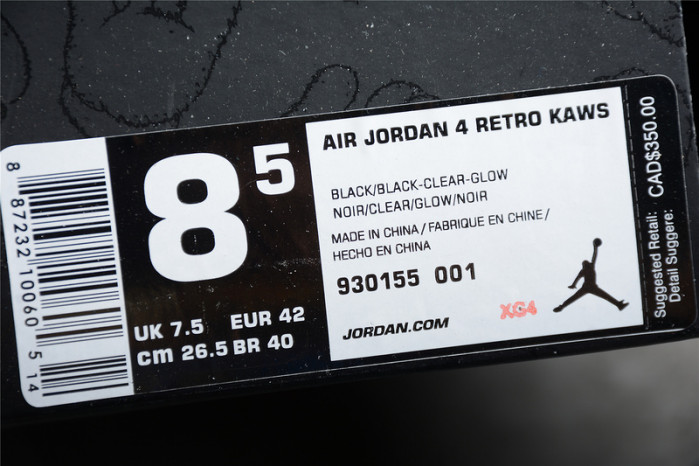 8 87232 10060 5 14
8 5
UK 7.5 EUR 42
cm 26.5 BR 40
AIR JORDAN 4 RETRO KAWS
BLACK/BLACK-CLEAR-GLOW
NOIR/CLEAR/GLOW/NOIR
MADE IN CHINA / FABRIQUE EN CHINE /
HECHO EN CHINA
930155 001
XC4
JORDAN.COM
Suggested Retail: CAD$350.00
Detail Suggere: